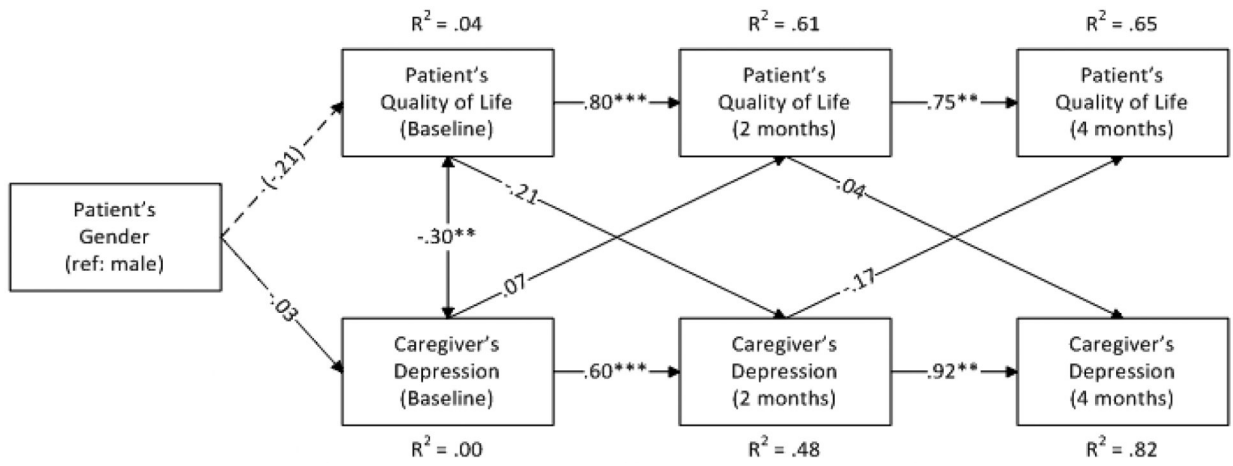 R² = .04
R² = .61
R² = .65
Patient's
Quality of Life
(Baseline)
.80***
Patient's
Quality of Life
(2 months)
.75**
Patient's
Quality of Life
(4 months)
(-.21)
Patient's
Gender
(ref: male)
-.03
-.30**
-.21
.07
.04
-.17
Caregiver's
Depression
(Baseline)
.60***
Caregiver's
Depression
(2 months)
.92**
Caregiver's
Depression
(4 months)
R² = .00
R² = .48
R² = .82